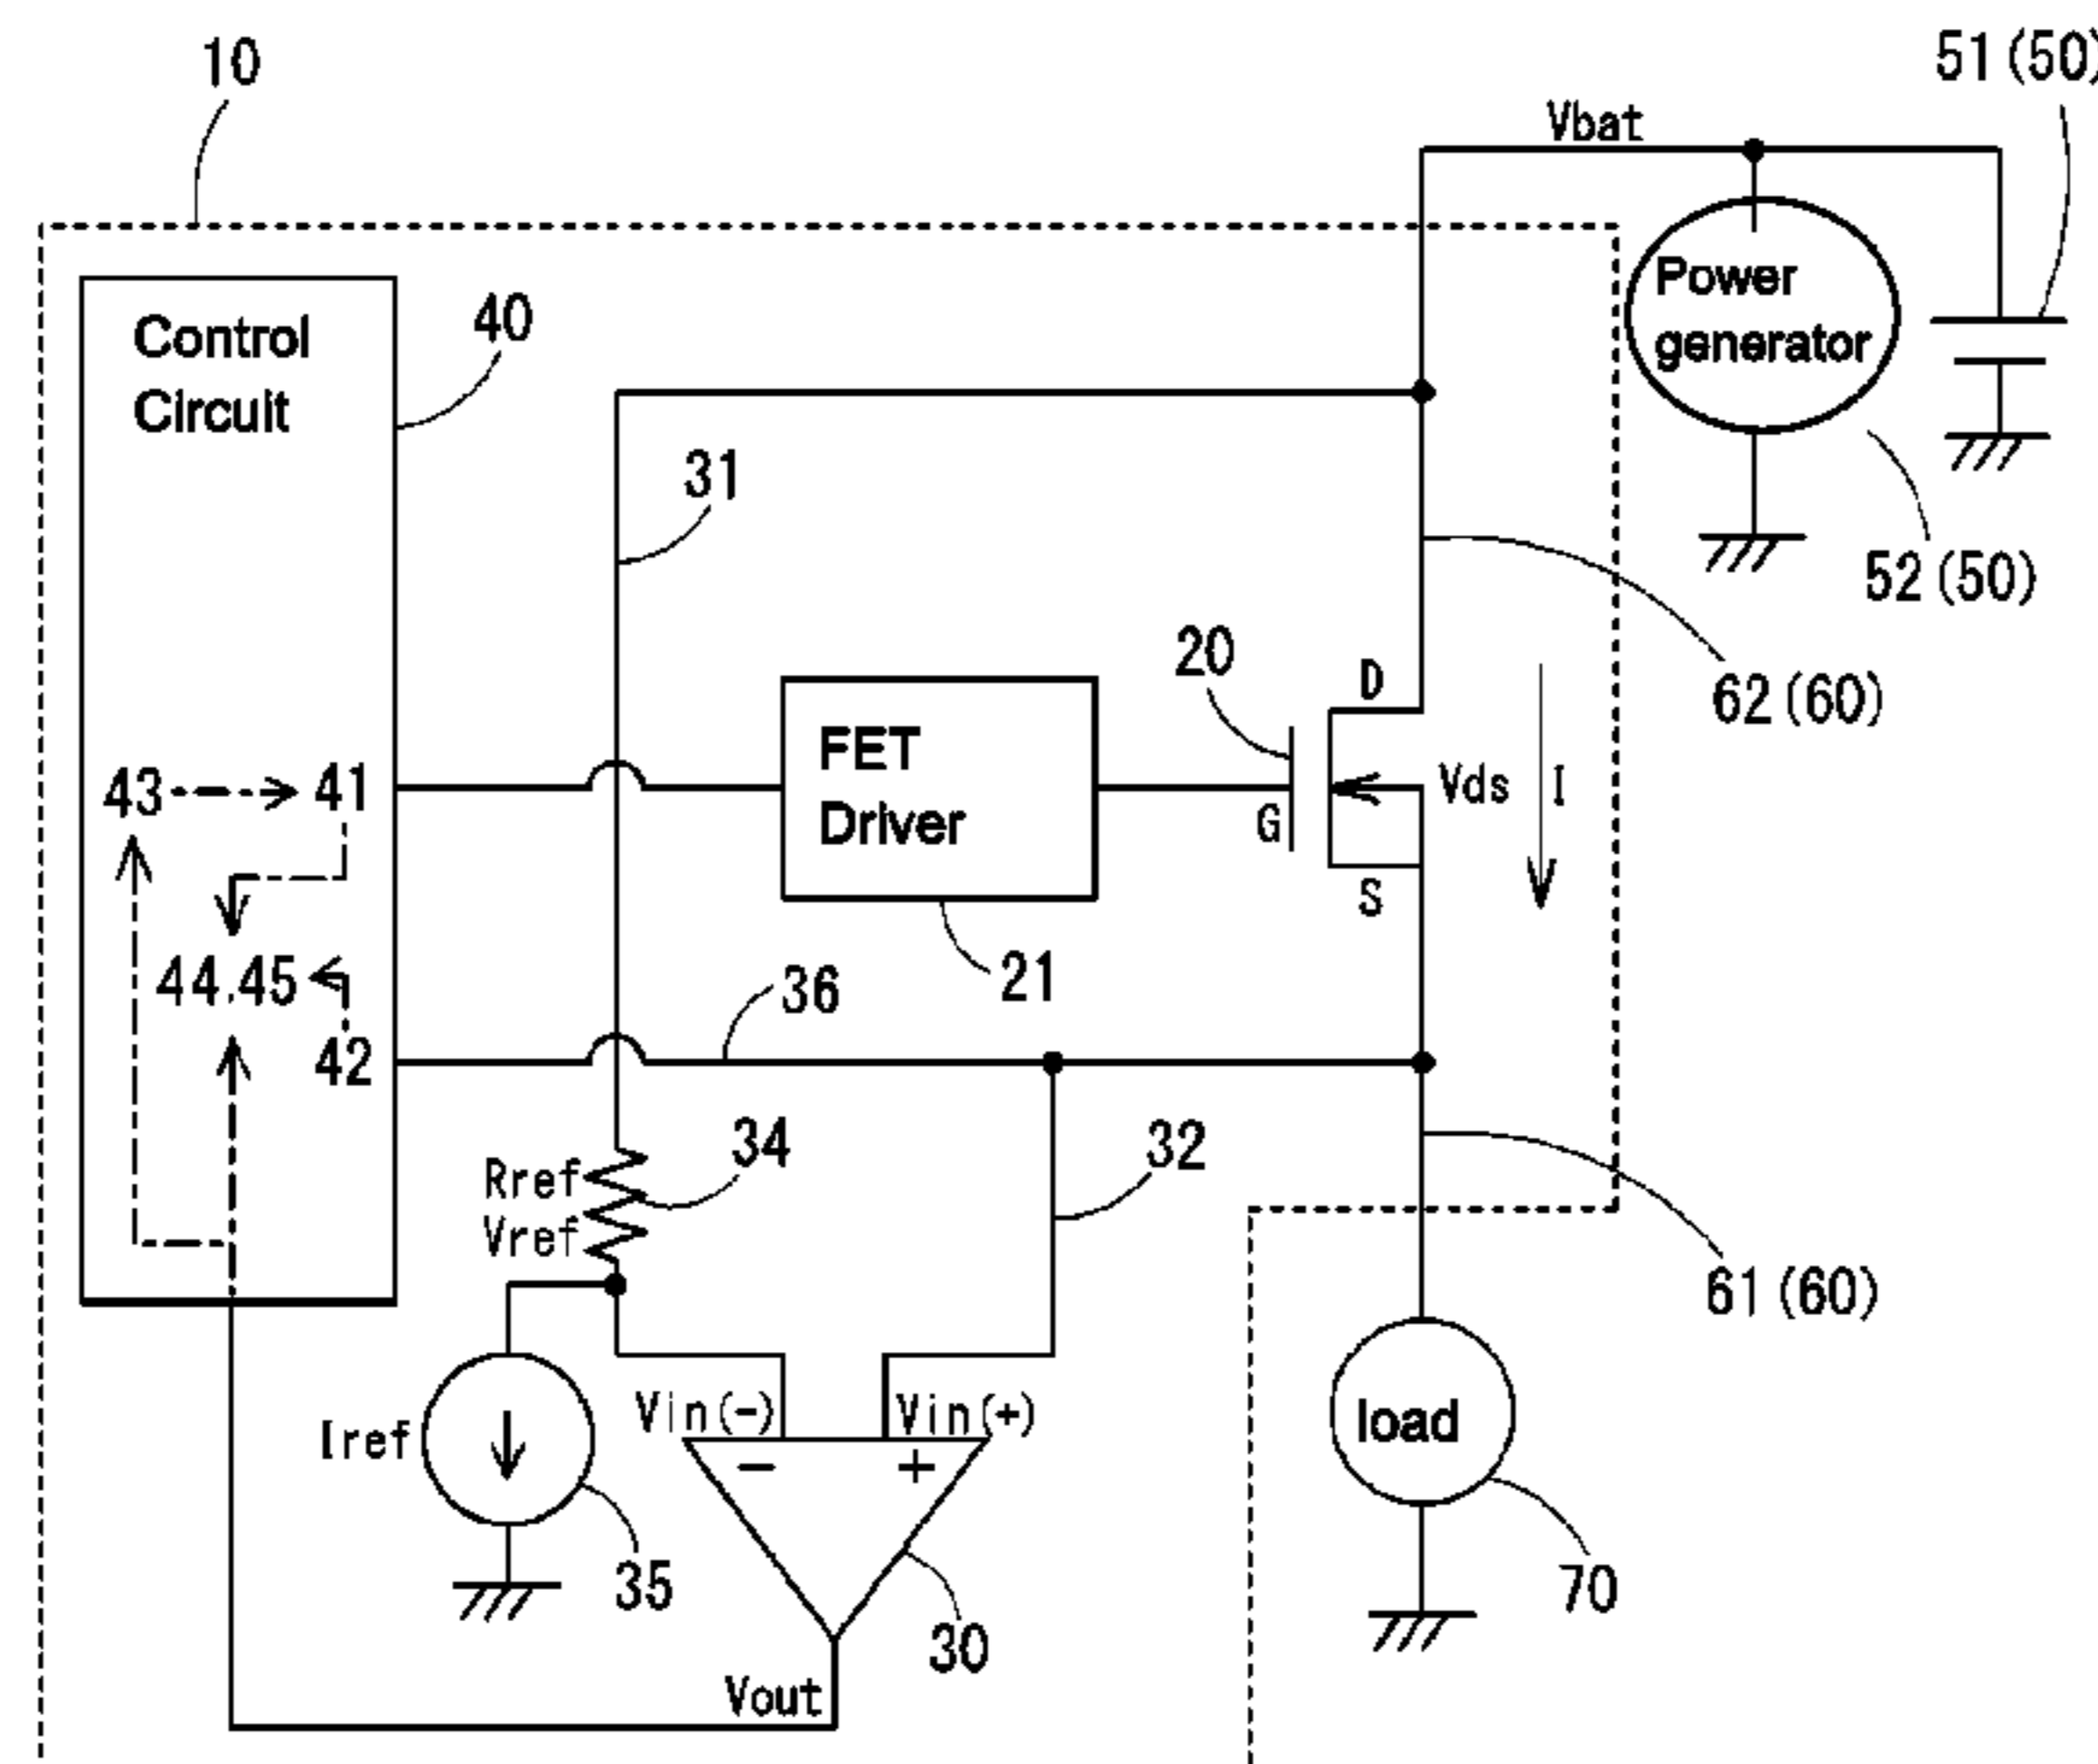 10
51(50)
Vbat
Power
generator
Control
Circuit
40
31
52(50)
20
D
62(60)
FET
Driver
43
41
G
Vds
I
S
44.45
36
21
42
34
32
Rref
Vref
61(60)
Vin(-)
Vin(+)
Iref
load
− +
35
30
70
Vout